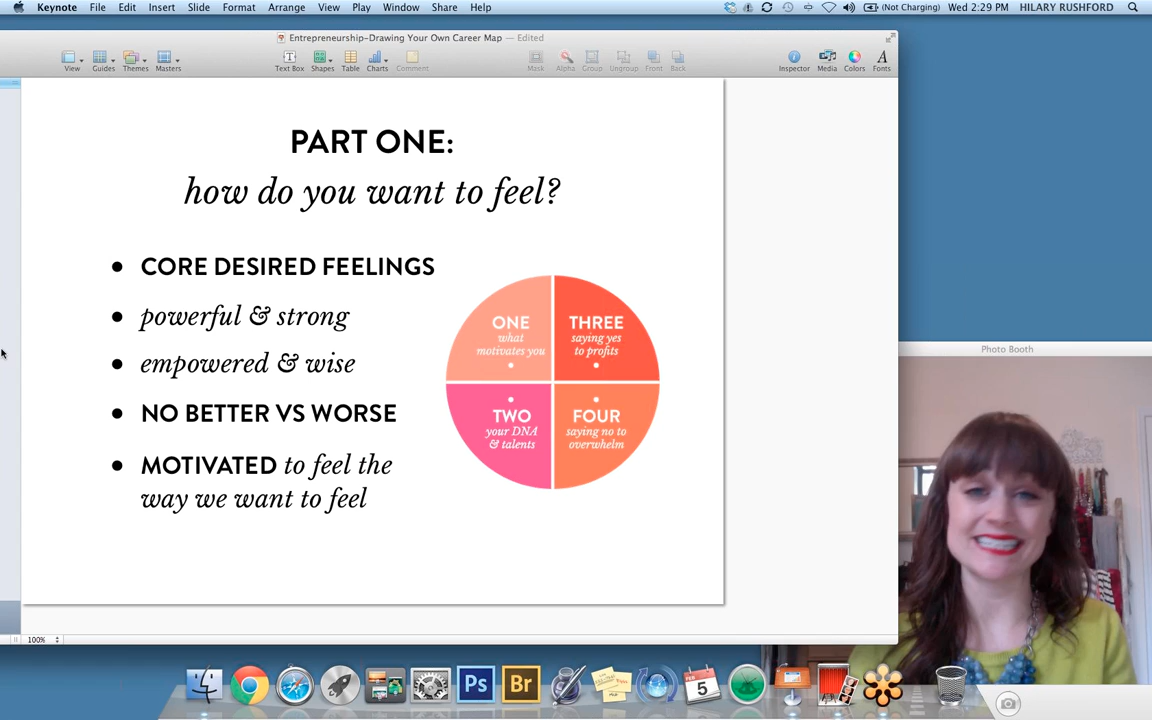 Keynote File Edit Insert Slide Format Arrange View Play Window Share Help (Not Charging) Wed 2:29 PM HILARY RUSHFORD
Entrepreneurship–Drawing Your Own Career Map — Edited
View Guides Themes Masters Text Box Shapes Table Charts Comment Mask Alpha Group Ungroup Front Back Inspector Media Colors Fonts
PART ONE:
how do you want to feel?
• CORE DESIRED FEELINGS
• powerful & strong
• empowered & wise
• NO BETTER VS WORSE
• MOTIVATED to feel the
way we want to feel
ONE
what
motivates you
THREE
saying yes
to profits
TWO
your DNA
& talents
FOUR
saying no to
overwhelm
Photo Booth
100%
Ps
Br
FEB
5